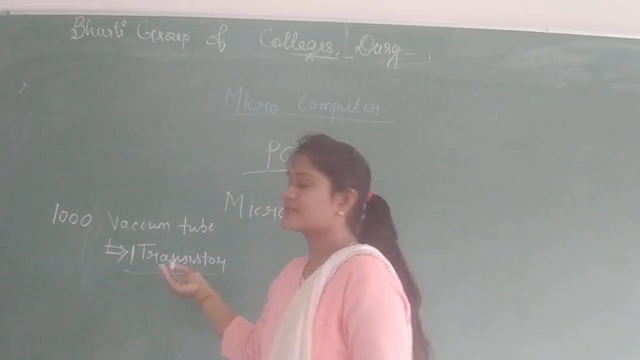 Bharti Group of Colleges, Durg
Micro Computer
PC
Micro
1000 Vaccum tube
⇒ 1 Transistor